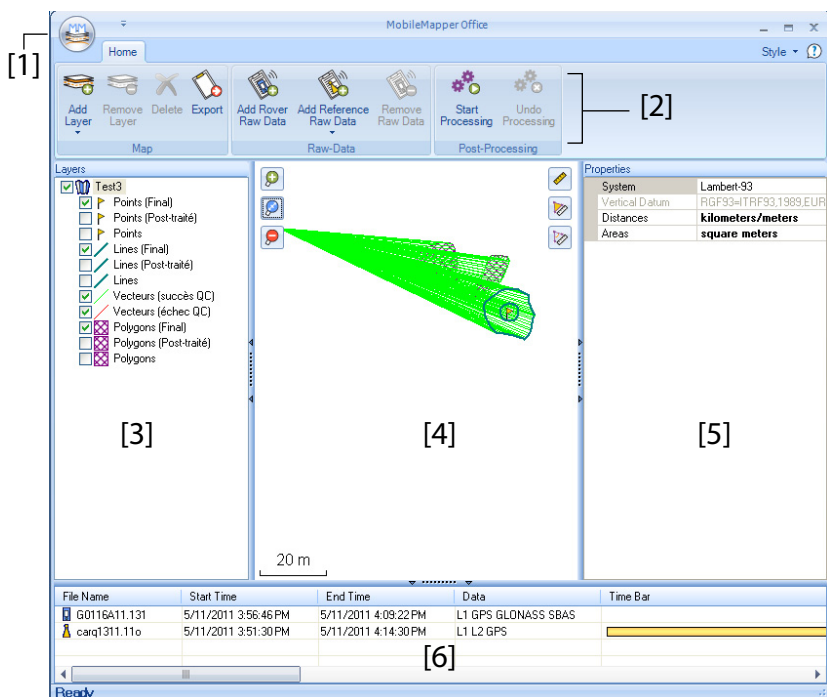 MM
MobileMapper Office
[1]
Home
Style
?
Add Layer
Remove Layer
Delete
Export
Add Rover Raw Data
Add Reference Raw Data
Remove Raw Data
Start Processing
Undo Processing
[2]
Map
Raw-Data
Post-Processing
Layers
Test3
Points (Final)
Points (Post-traité)
Points
Lines (Final)
Lines (Post-traité)
Lines
Vecteurs (succès QC)
Vecteurs (échec QC)
Polygons (Final)
Polygons (Post-traité)
Polygons
[3]
[4]
20 m
Properties
System Lambert-93
Vertical Datum RGF93=ITRF93,1989,EUR
Distances kilometers/meters
Areas square meters
[5]
File Name Start Time End Time Data Time Bar
G0116A11.131 5/11/2011 3:56:46 PM 5/11/2011 4:09:22 PM L1 GPS GLONASS SBAS
carq1311.11o 5/11/2011 3:51:30 PM 5/11/2011 4:14:30 PM L1 L2 GPS
[6]
Ready